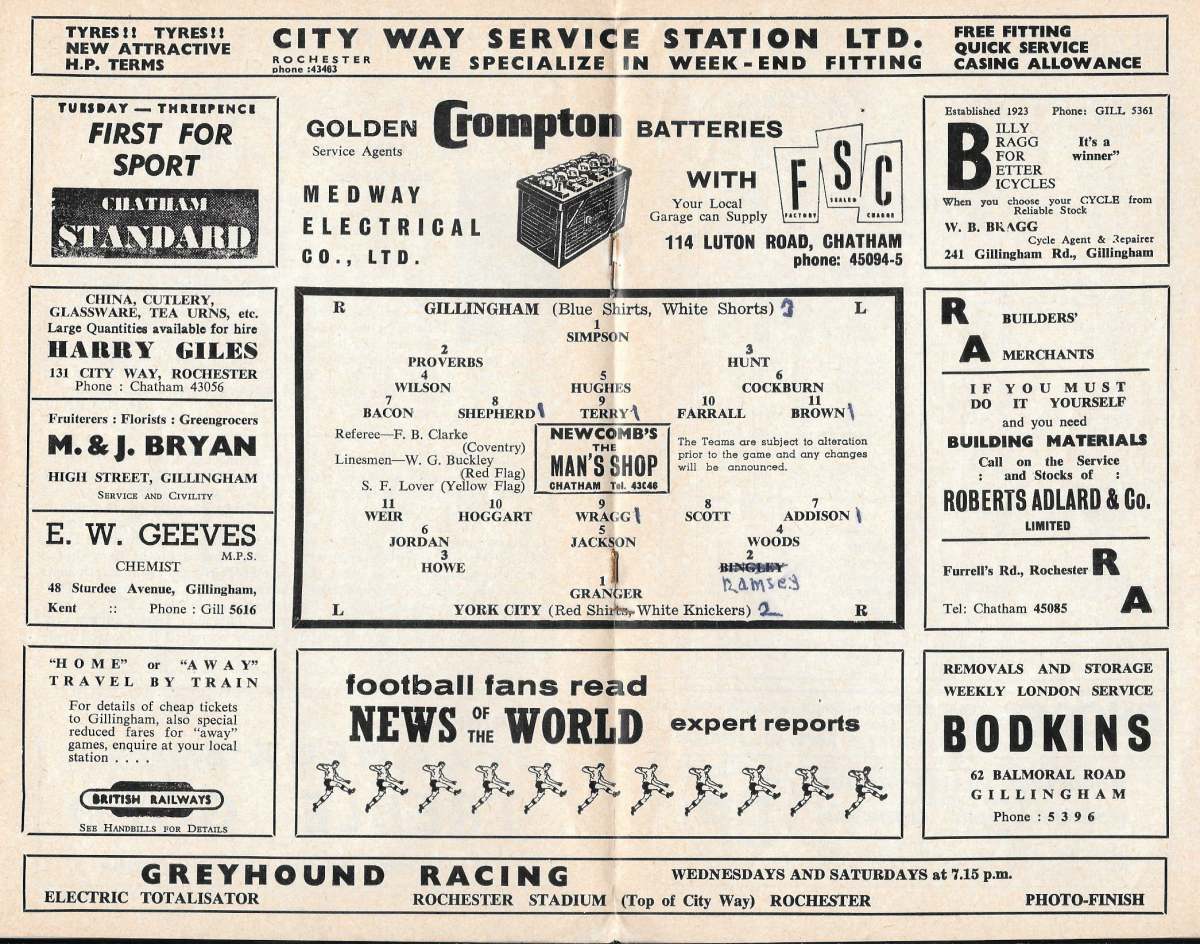 TYRES!! TYRES!!
NEW ATTRACTIVE
H.P. TERMS
CITY WAY SERVICE STATION LTD.
ROCHESTER
phone :43463
WE SPECIALIZE IN WEEK-END FITTING
FREE FITTING
QUICK SERVICE
CASING ALLOWANCE
TUESDAY — THREEPENCE
FIRST FOR
SPORT
CHATHAM
STANDARD
GOLDEN Crompton BATTERIES
Service Agents
MEDWAY
ELECTRICAL
CO., LTD.
WITH
Your Local
Garage can Supply
F S C
FACTORY SEALED CHARGE
114 LUTON ROAD, CHATHAM
phone: 45094-5
Established 1923 Phone: GILL 5361
BILLY
RAGG
FOR
ETTER
ICYCLES
It's a
winner"
When you choose your CYCLE from
Reliable Stock
W. B. BRAGG
Cycle Agent & Repairer
241 Gillingham Rd., Gillingham
CHINA, CUTLERY,
GLASSWARE, TEA URNS, etc.
Large Quantities available for hire
HARRY GILES
131 CITY WAY, ROCHESTER
Phone : Chatham 43056
Fruiterers : Florists : Greengrocers
M. & J. BRYAN
HIGH STREET, GILLINGHAM
SERVICE AND CIVILITY
E. W. GEEVES
M.P.S.
CHEMIST
48 Sturdee Avenue, Gillingham,
Kent :: Phone : Gill 5616
R GILLINGHAM (Blue Shirts, White Shorts) 3 L
1
SIMPSON
2 3
PROVERBS HUNT
4 5 6
WILSON HUGHES COCKBURN
7 8 9 10 11
BACON SHEPHERD 1 TERRY 1 FARRALL BROWN 1
Referee—F. B. Clarke
(Coventry)
Linesmen—W. G. Buckley
(Red Flag)
S. F. Lover (Yellow Flag)
NEWCOMB'S
THE
MAN'S SHOP
CHATHAM Tel. 43646
The Teams are subject to alteration
prior to the game and any changes
will be announced.
11 10 9 8 7
WEIR HOGGART WRAGG 1 SCOTT ADDISON 1
6 5 4
JORDAN JACKSON WOODS
3 2
HOWE BINGLEY
Ramsey
1
GRANGER
L YORK CITY (Red Shirts, White Knickers) 2 R
R BUILDERS'
A MERCHANTS
IF YOU MUST
DO IT YOURSELF
and you need
BUILDING MATERIALS
Call on the Service
: and Stocks of :
ROBERTS ADLARD & Co.
LIMITED
Furrell's Rd., Rochester R
Tel: Chatham 45085 A
"HOME" or "AWAY"
TRAVEL BY TRAIN
For details of cheap tickets
to Gillingham, also special
reduced fares for "away"
games, enquire at your local
station . . . .
BRITISH RAILWAYS
SEE HANDBILLS FOR DETAILS
football fans read
NEWS OF THE WORLD expert reports
REMOVALS AND STORAGE
WEEKLY LONDON SERVICE
BODKINS
62 BALMORAL ROAD
GILLINGHAM
Phone : 5396
GREYHOUND RACING WEDNESDAYS AND SATURDAYS at 7.15 p.m.
ELECTRIC TOTALISATOR ROCHESTER STADIUM (Top of City Way) ROCHESTER PHOTO-FINISH